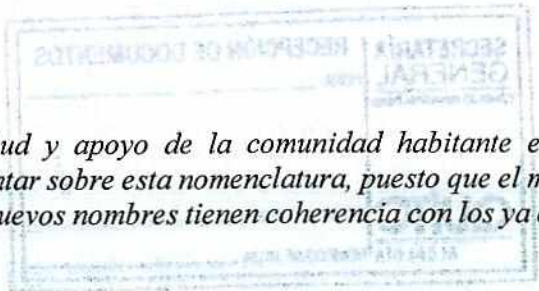 SECRETARÍA
GENERAL
RECEPCIÓN DE DOCUMENTOS
ud y apoyo de la comunidad habitante e
ntar sobre esta nomenclatura, puesto que el m
uevos nombres tienen coherencia con los ya